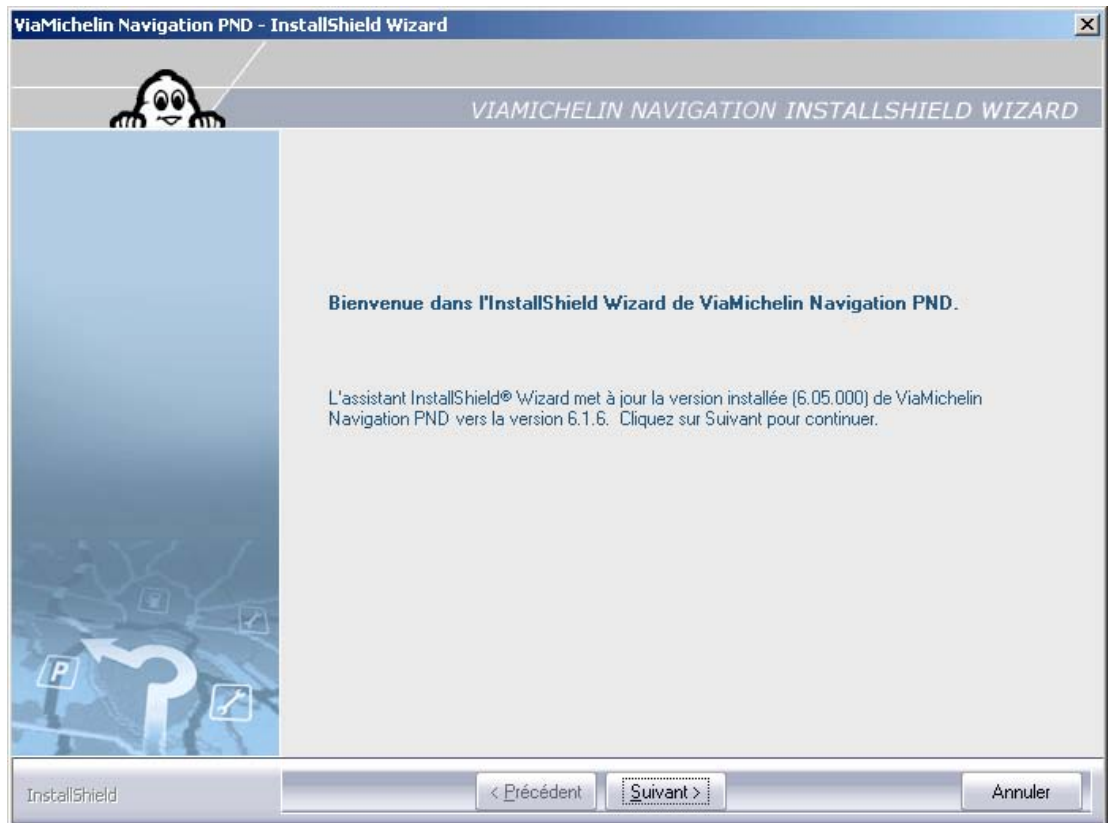 ViaMichelin Navigation PND - InstallShield Wizard
VIAMICHELIN NAVIGATION INSTALLSHIELD WIZARD
Bienvenue dans l'InstallShield Wizard de ViaMichelin Navigation PND.
L'assistant InstallShield® Wizard met à jour la version installée (6.05.000) de ViaMichelin
Navigation PND vers la version 6.1.6. Cliquez sur Suivant pour continuer.
P
InstallShield
< Précédent
Suivant >
Annuler